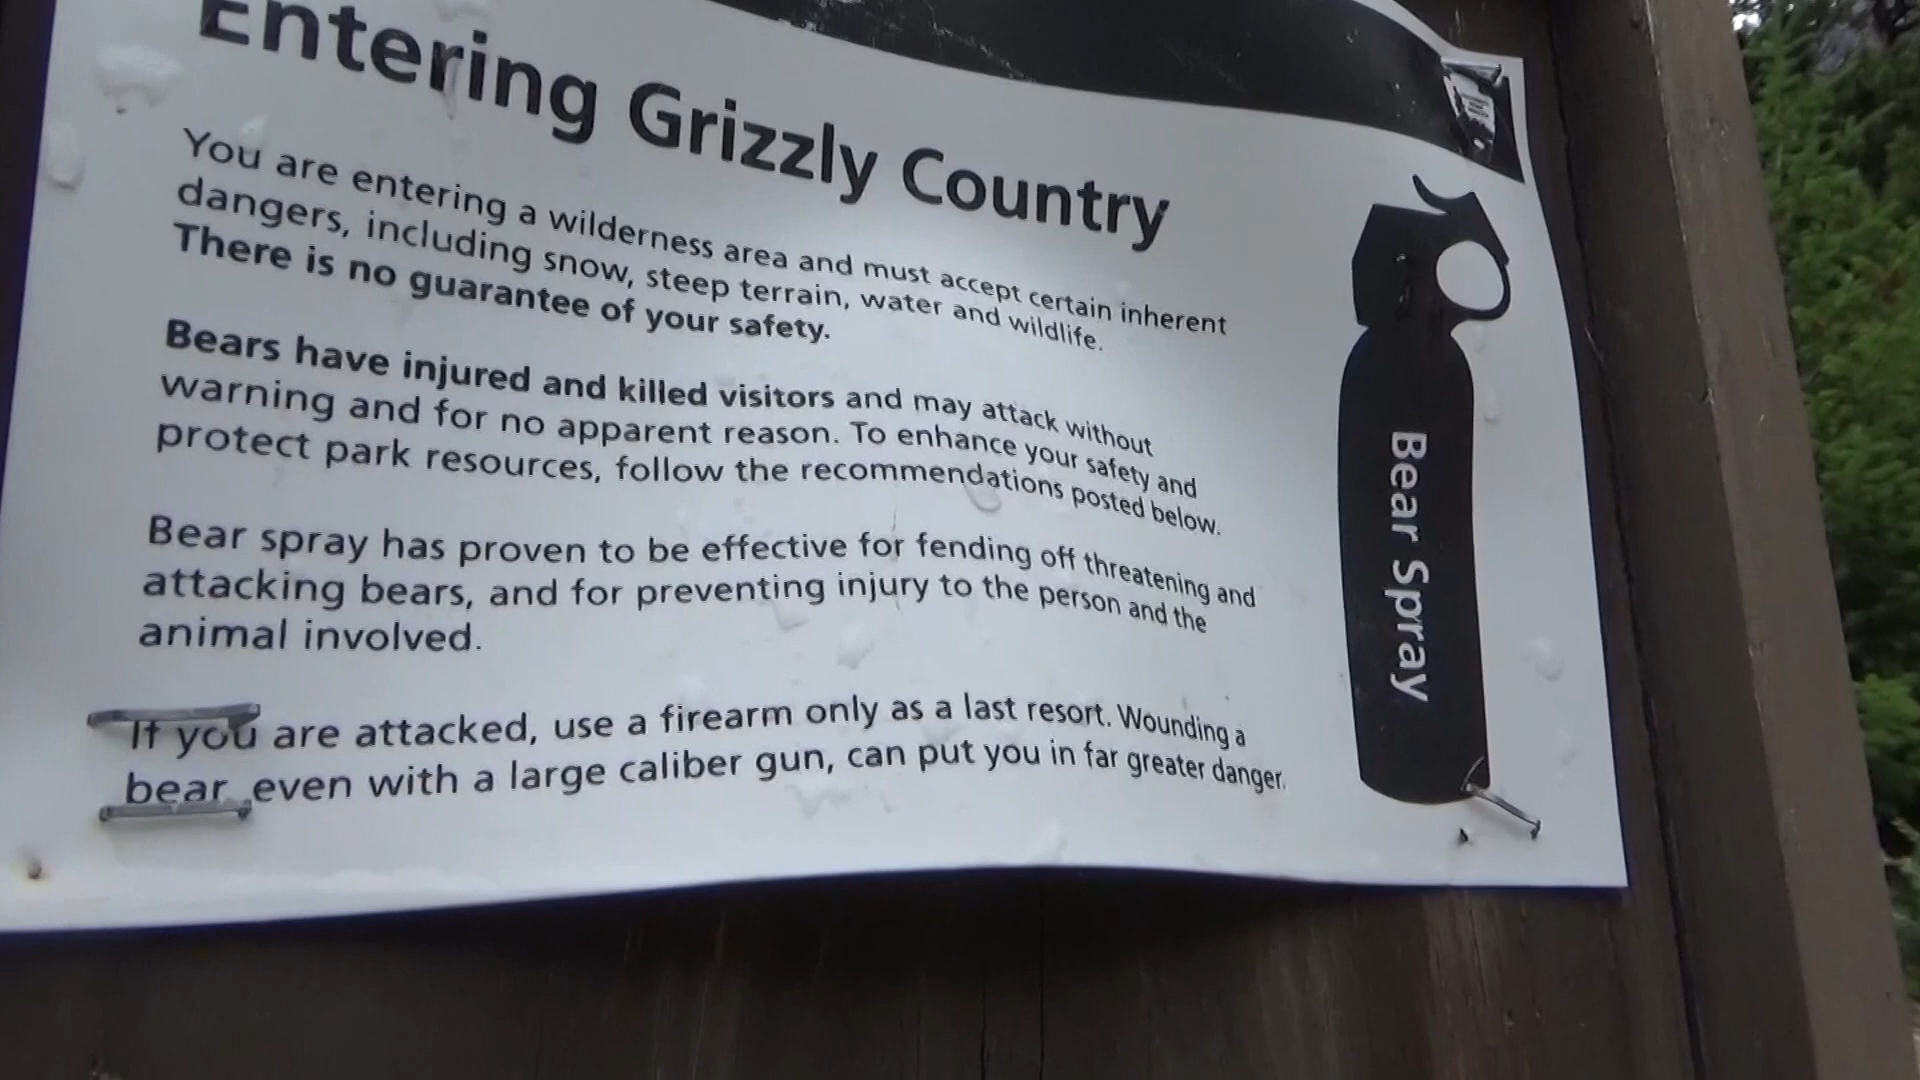 Entering Grizzly Country
You are entering a wilderness area and must accept certain inherent
dangers, including snow, steep terrain, water and wildlife.
There is no guarantee of your safety.
Bears have injured and killed visitors and may attack without
warning and for no apparent reason. To enhance your safety and
protect park resources, follow the recommendations posted below.
Bear spray has proven to be effective for fending off threatening and
attacking bears, and for preventing injury to the person and the
animal involved.
If you are attacked, use a firearm only as a last resort. Wounding a
bear, even with a large caliber gun, can put you in far greater danger.
Bear Spray